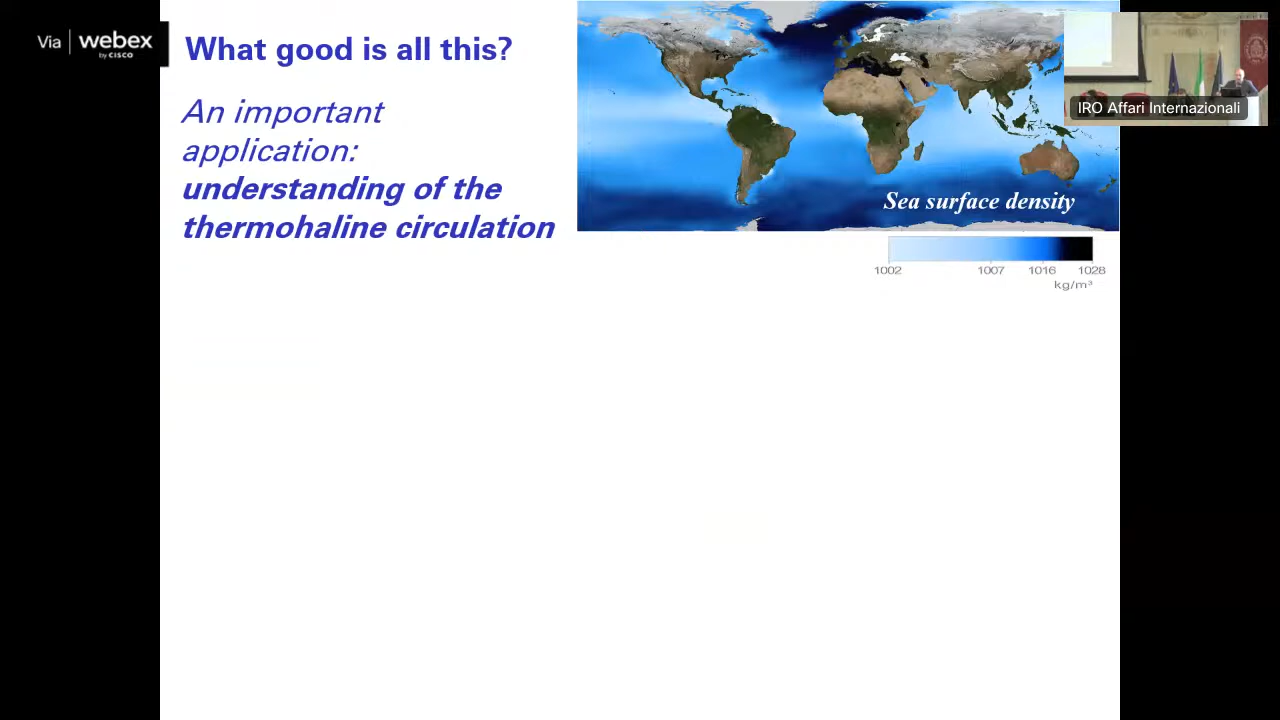 Via webex
by CISCO
What good is all this?
An important
application:
understanding of the
thermohaline circulation
IRO Affari Internazionali
Sea surface density
1002 1007 1016 1028
kg/m³